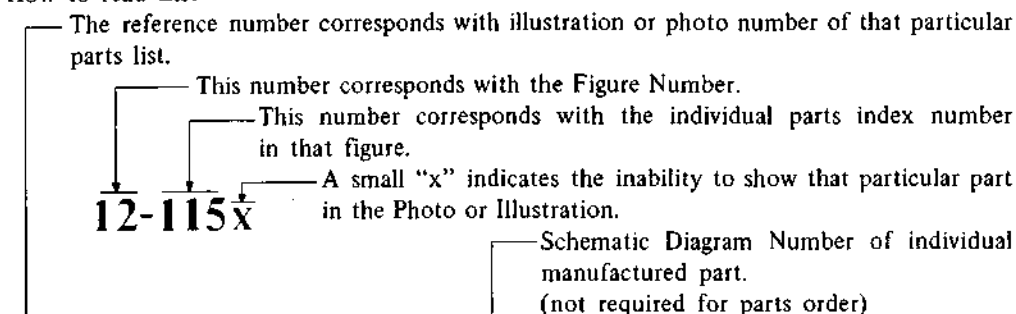 The reference number corresponds with illustration or photo number of that particular
parts list.
This number corresponds with the Figure Number.
This number corresponds with the individual parts index number
in that figure.
A small “x” indicates the inability to show that particular part
in the Photo or Illustration.
12-115x
Schematic Diagram Number of individual
manufactured part.
(not required for parts order)